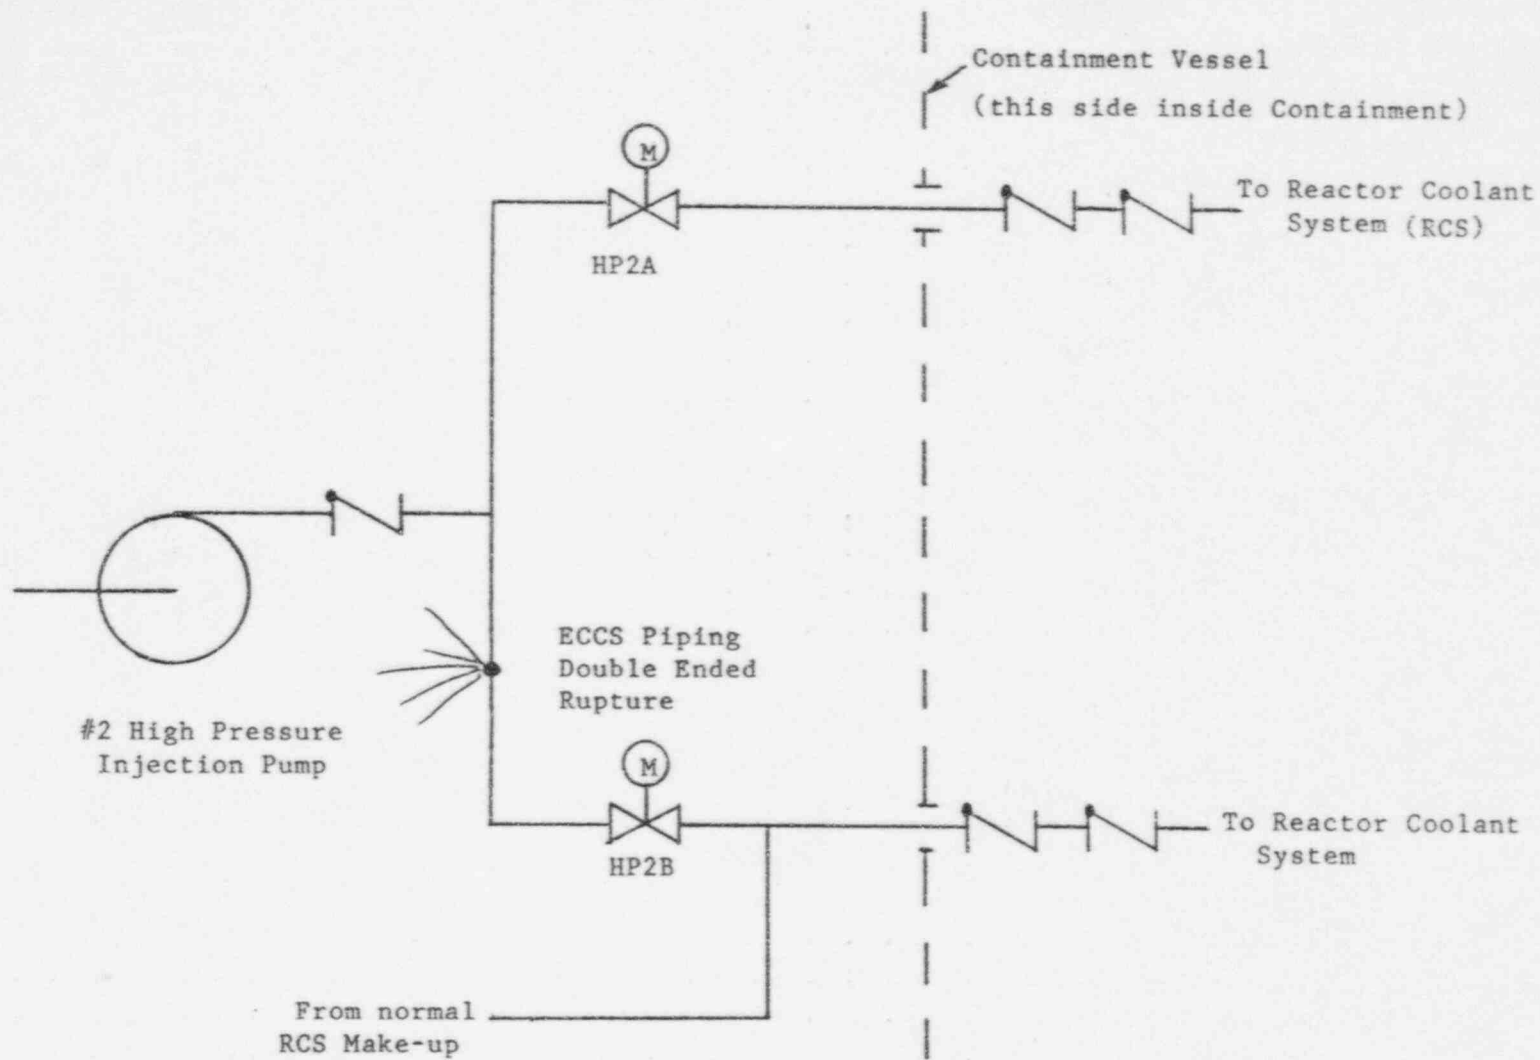 Containment Vessel
(this side inside Containment)
M
To Reactor Coolant
System (RCS)
HP2A
ECCS Piping
Double Ended
Rupture
#2 High Pressure
Injection Pump
M
To Reactor Coolant
System
HP2B
From normal
RCS Make-up